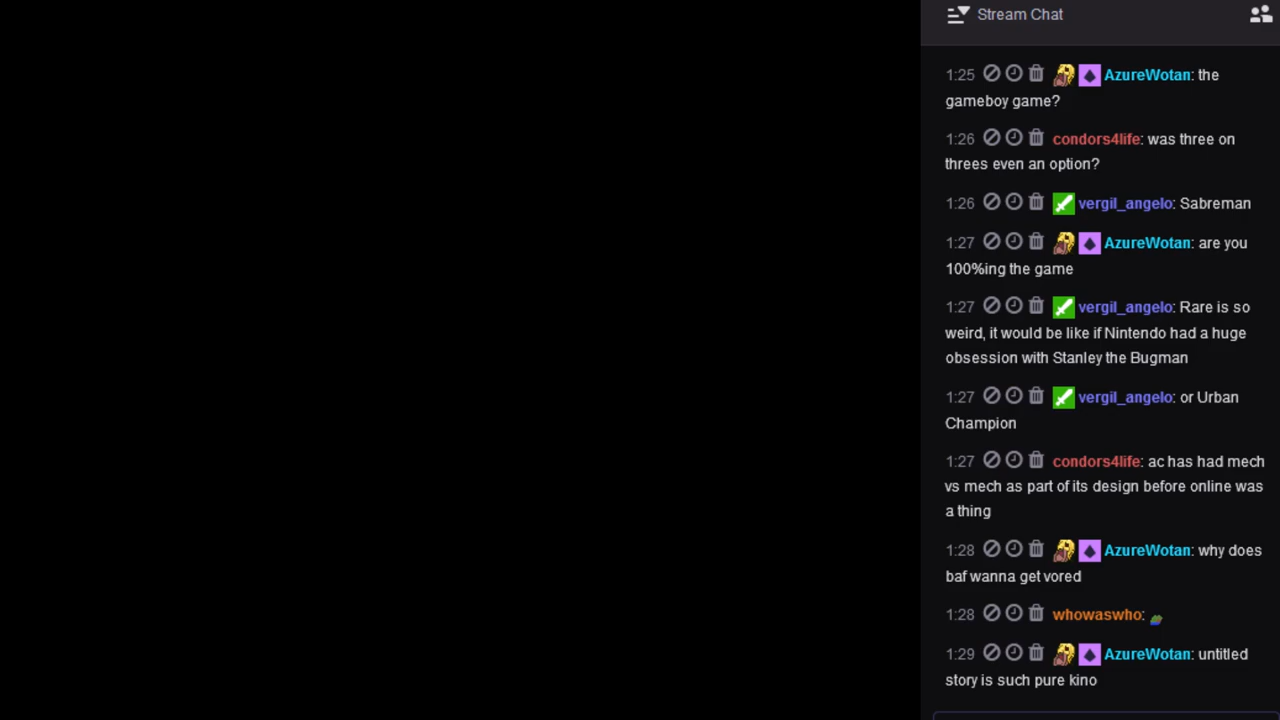 Stream Chat
1:25 AzureWotan: the
gameboy game?
1:26 condors4life: was three on
threes even an option?
1:26 vergil_angelo: Sabreman
1:27 AzureWotan: are you
100%ing the game
1:27 vergil_angelo: Rare is so
weird, it would be like if Nintendo had a huge
obsession with Stanley the Bugman
1:27 vergil_angelo: or Urban
Champion
1:27 condors4life: ac has had mech
vs mech as part of its design before online was
a thing
1:28 AzureWotan: why does
baf wanna get vored
1:28 whowaswho:
1:29 AzureWotan: untitled
story is such pure kino